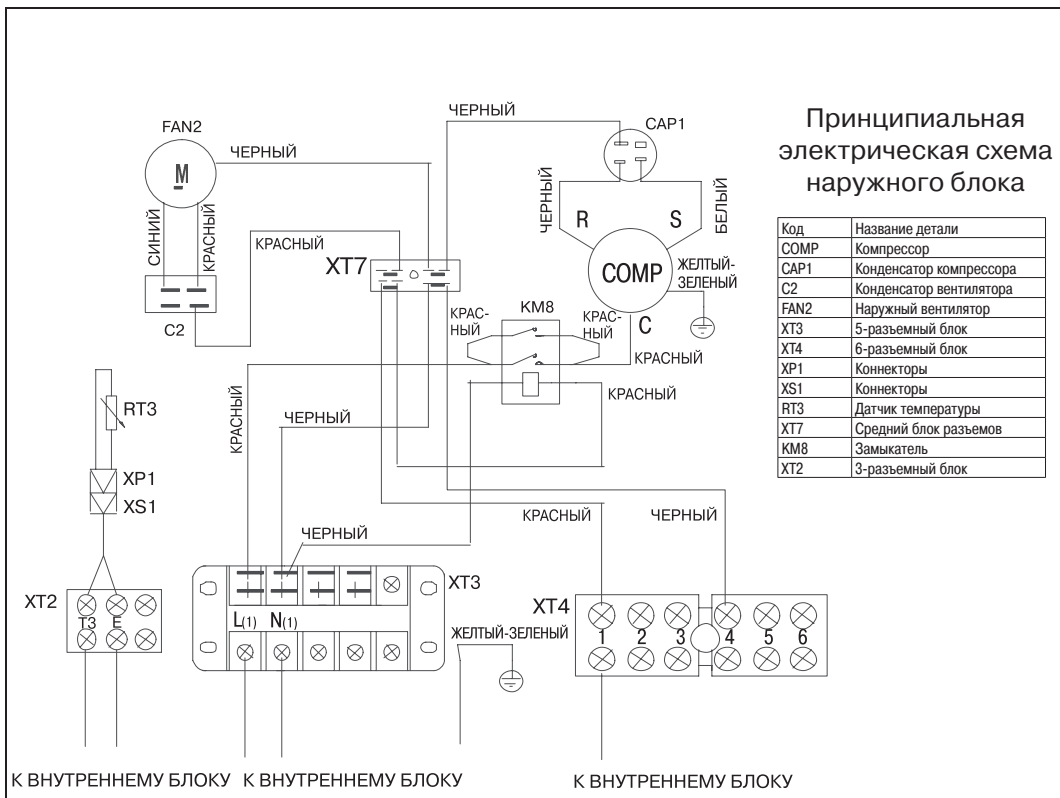 Принципиальная
электрическая схема
наружного блока
Код Название детали
COMP Компрессор
CAP1 Конденсатор компрессора
C2 Конденсатор вентилятора
FAN2 Наружный вентилятор
XT3 5-разъемный блок
XT4 6-разъемный блок
XP1 Коннекторы
XS1 Коннекторы
RT3 Датчик температуры
XT7 Средний блок разъемов
KM8 Замыкатель
XT2 3-разъемный блок
ЧЕРНЫЙ
FAN2
CAP1
ЧЕРНЫЙ
M
СИНИЙ
КРАСНЫЙ
ЧЕРНЫЙ
R
S
БЕЛЫЙ
КРАСНЫЙ
XT7
COMP
ЖЕЛТЫЙ-
ЗЕЛЕНЫЙ
C2
KM8
КРАС-
НЫЙ
КРАС-
НЫЙ
C
КРАСНЫЙ
КРАСНЫЙ
RT3
КРАСНЫЙ
ЧЕРНЫЙ
XP1
XS1
КРАСНЫЙ
ЧЕРНЫЙ
ЧЕРНЫЙ
XT3
XT2
T3 E
L(1) N(1)
ЖЕЛТЫЙ-ЗЕЛЕНЫЙ
XT4
1 2 3 4 5 6
К ВНУТРЕННЕМУ БЛОКУ
К ВНУТРЕННЕМУ БЛОКУ
К ВНУТРЕННЕМУ БЛОКУ